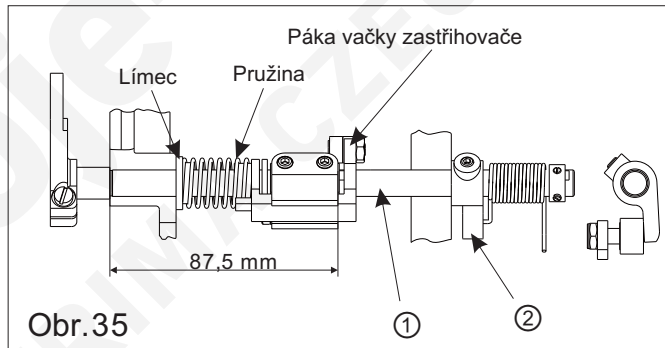 Páka vačky zastřihovače
Límec
Pružina
87,5 mm
①
②
Obr.35